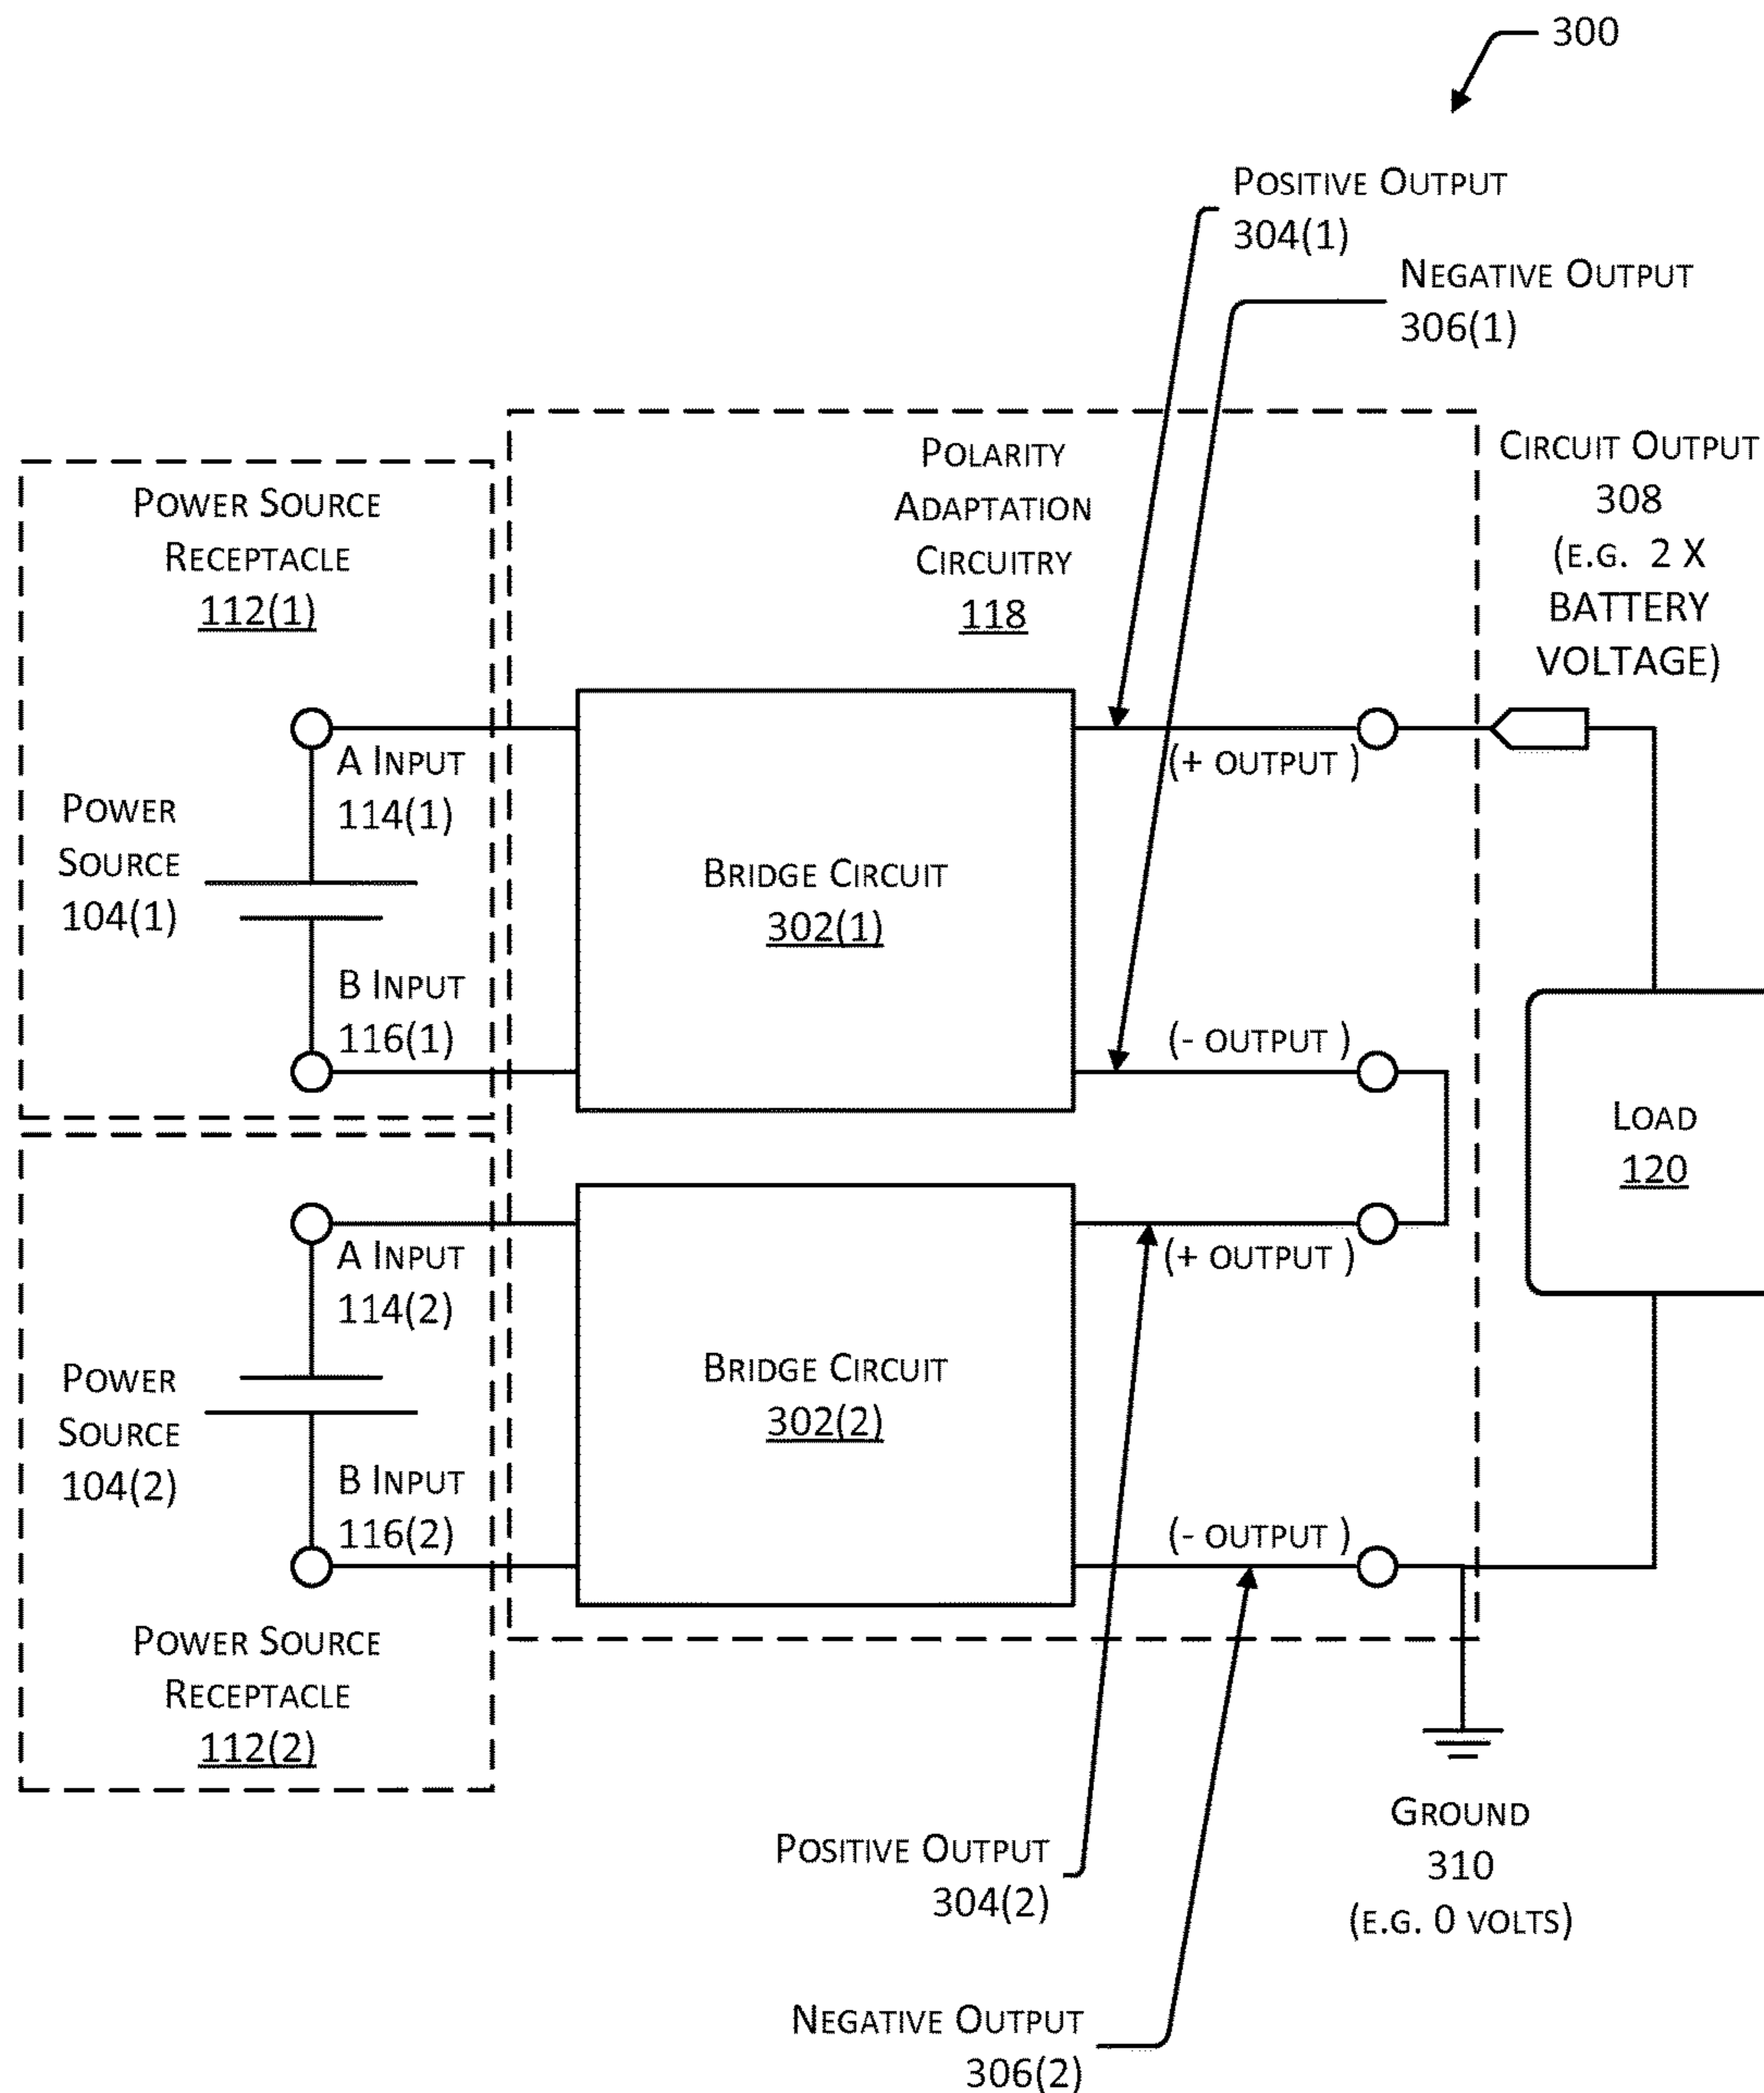 300
Positive Output
304(1)
Negative Output
306(1)
Polarity
Adaptation
Circuitry
118
Circuit Output
308
(e.g. 2 x
battery
voltage)
Power Source
Receptacle
112(1)
A Input
114(1)
Power
Source
104(1)
B Input
116(1)
Bridge Circuit
302(1)
(+ output )
(- output )
Load
120
A Input
114(2)
Power
Source
104(2)
B Input
116(2)
Power Source
Receptacle
112(2)
Bridge Circuit
302(2)
(+ output )
(- output )
Positive Output
304(2)
Ground
310
(e.g. 0 volts)
Negative Output
306(2)